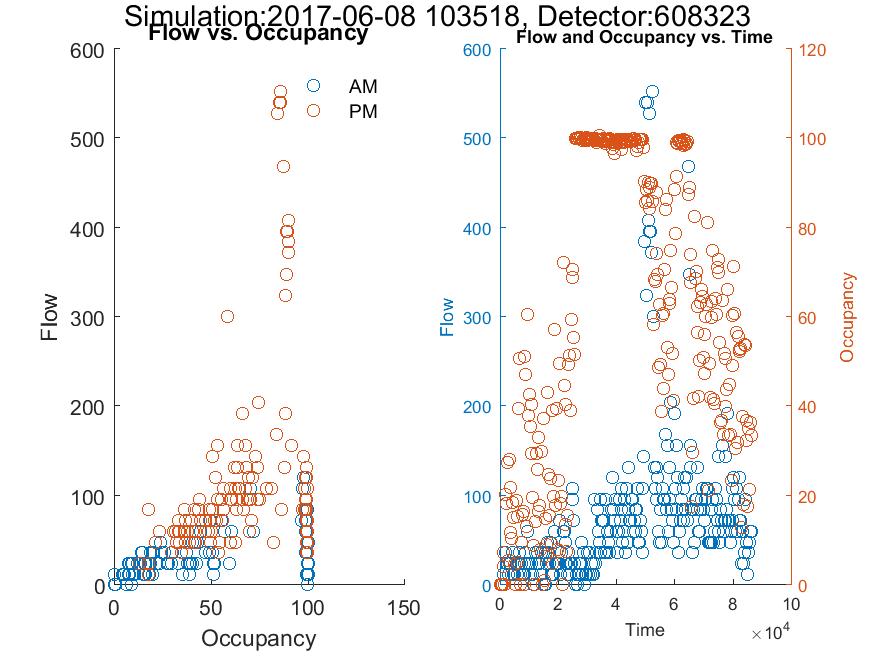 Simulation:2017-06-08 103518, Detector:608323
Flow vs. Occupancy
600
500
400
300
200
100
0
Flow
0 50 100 150
Occupancy
AM
PM
Flow and Occupancy vs. Time
600
500
400
300
200
100
0
Flow
120
100
80
60
40
20
0
Occupancy
0 2 4 6 8 10
Time
×10⁴